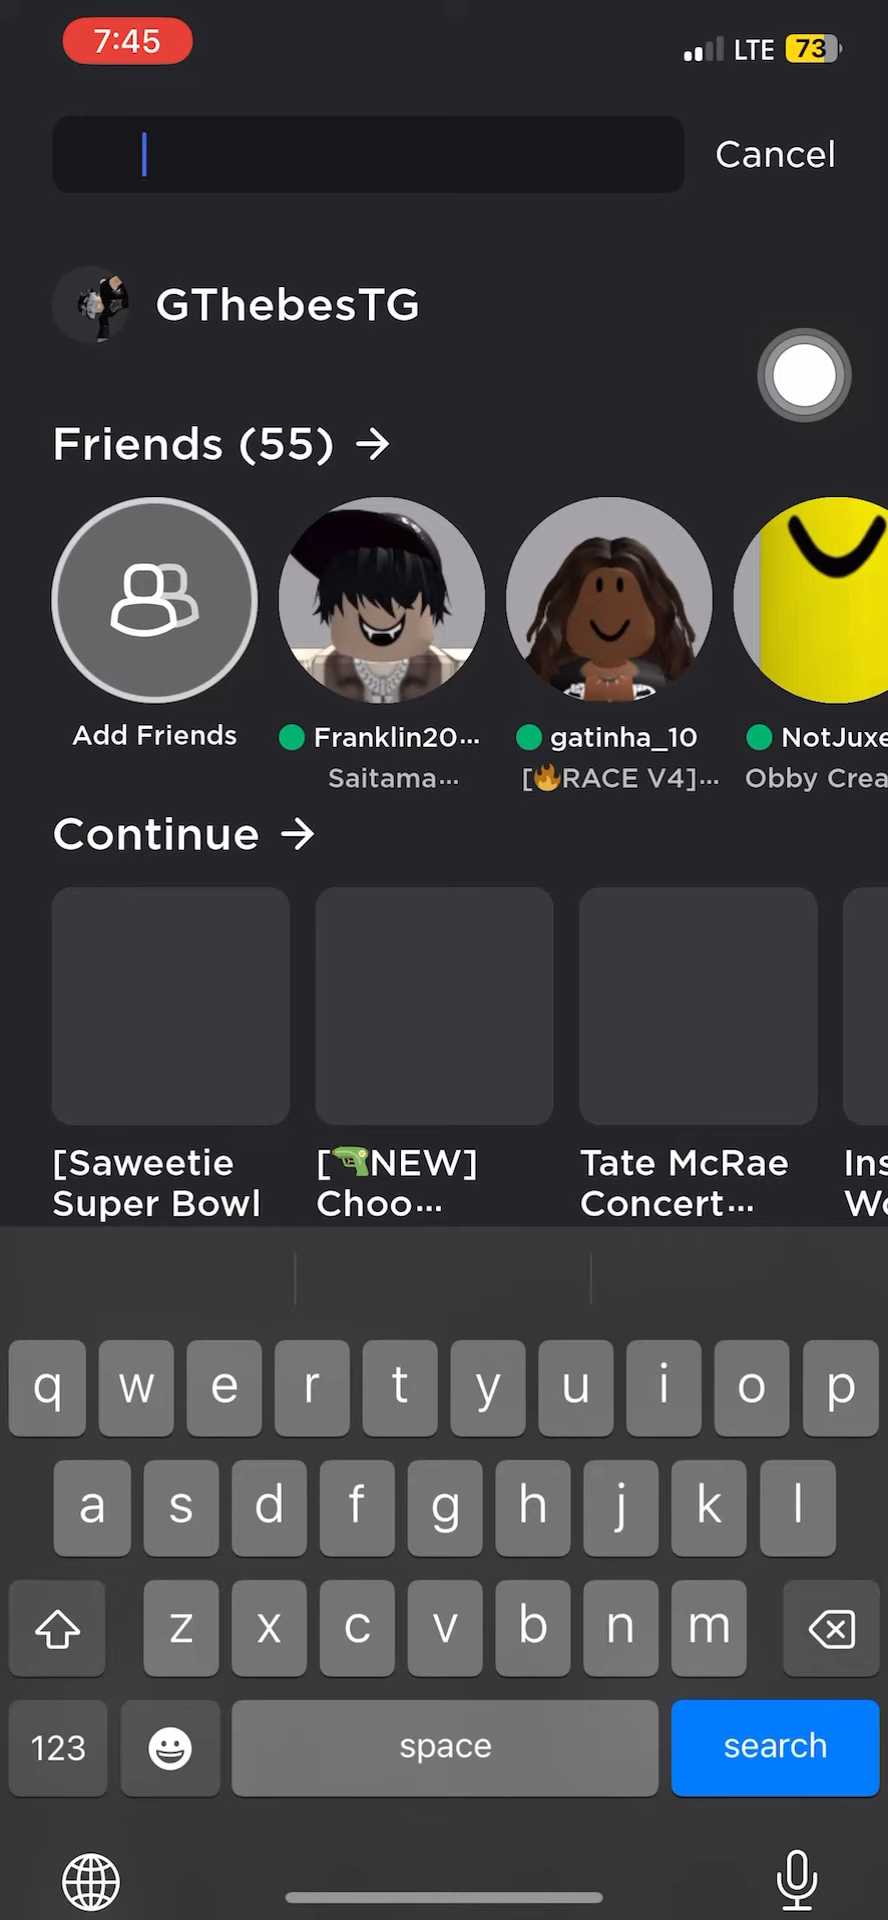 7:45
LTE 73
Cancel
GThebesTG
Friends (55) →
Add Friends
Franklin20...
gatinha_10
NotJuxe
Saitama...
[🔥RACE V4]...
Obby Crea
Continue →
[Saweetie
Super Bowl
[🔫NEW]
Choo...
Tate McRae
Concert...
Ins
Wo
q w e r t y u i o p
a s d f g h j k l
z x c v b n m
123
space
search